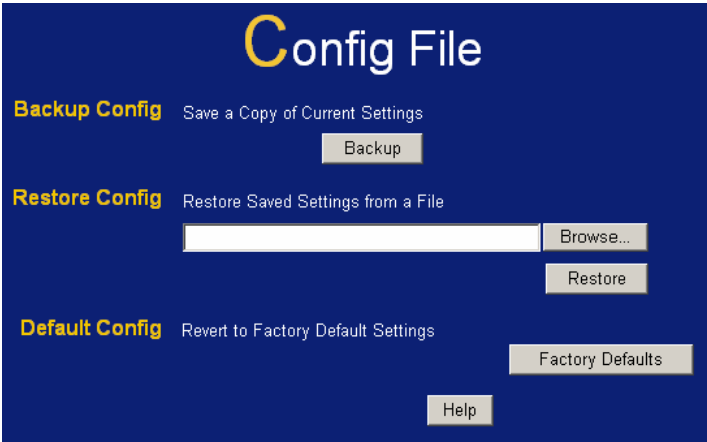 Config File
Backup Config Save a Copy of Current Settings
Backup
Restore Config Restore Saved Settings from a File
Browse...
Restore
Default Config Revert to Factory Default Settings
Factory Defaults
Help